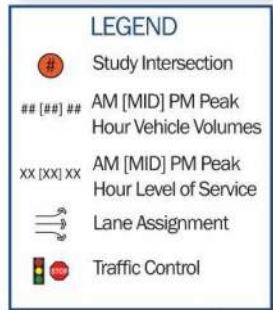 LEGEND
# Study Intersection
## [##] ## AM [MID] PM Peak
Hour Vehicle Volumes
XX [XX] XX AM [MID] PM Peak
Hour Level of Service
Lane Assignment
STOP Traffic Control